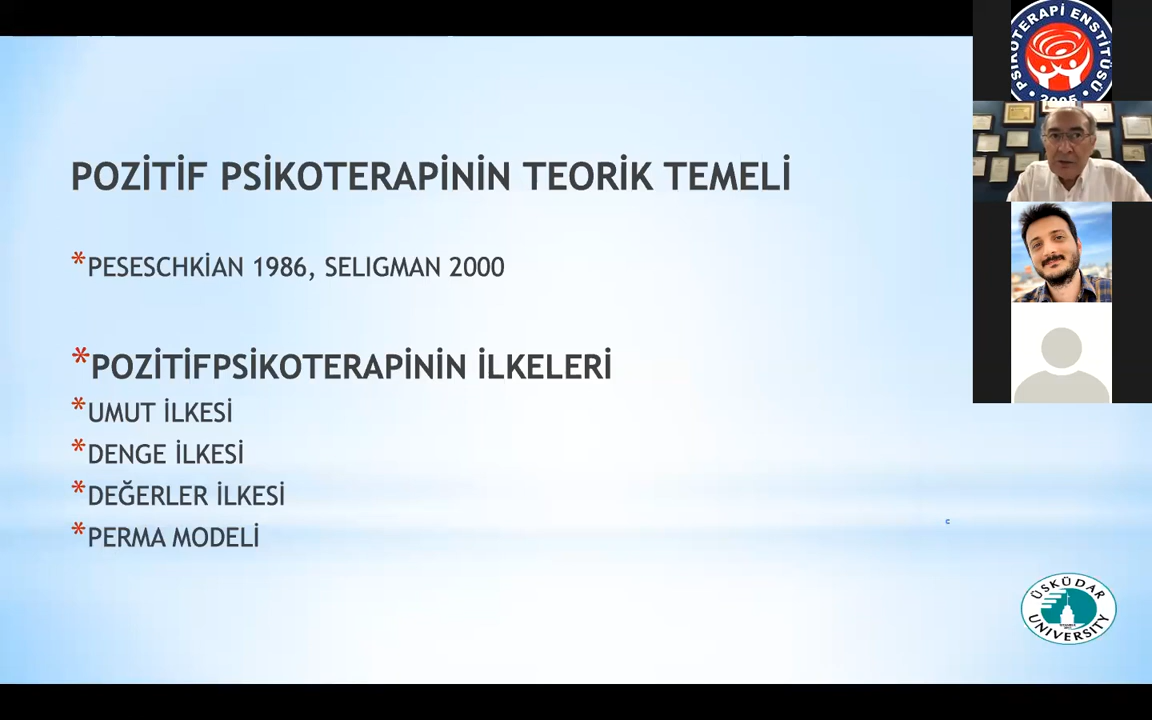 POZİTİF PSİKOTERAPİNİN TEORİK TEMELİ
*PESESCHKİAN 1986, SELIGMAN 2000
*POZİTİFPSİKOTERAPİNİN İLKELERİ
*UMUT İLKESİ
*DENGE İLKESİ
*DEĞERLER İLKESİ
*PERMA MODELİ
c
PSİKOTERAPİ ENSTİTÜSÜ
2005
ÜSKÜDAR
UNIVERSITY